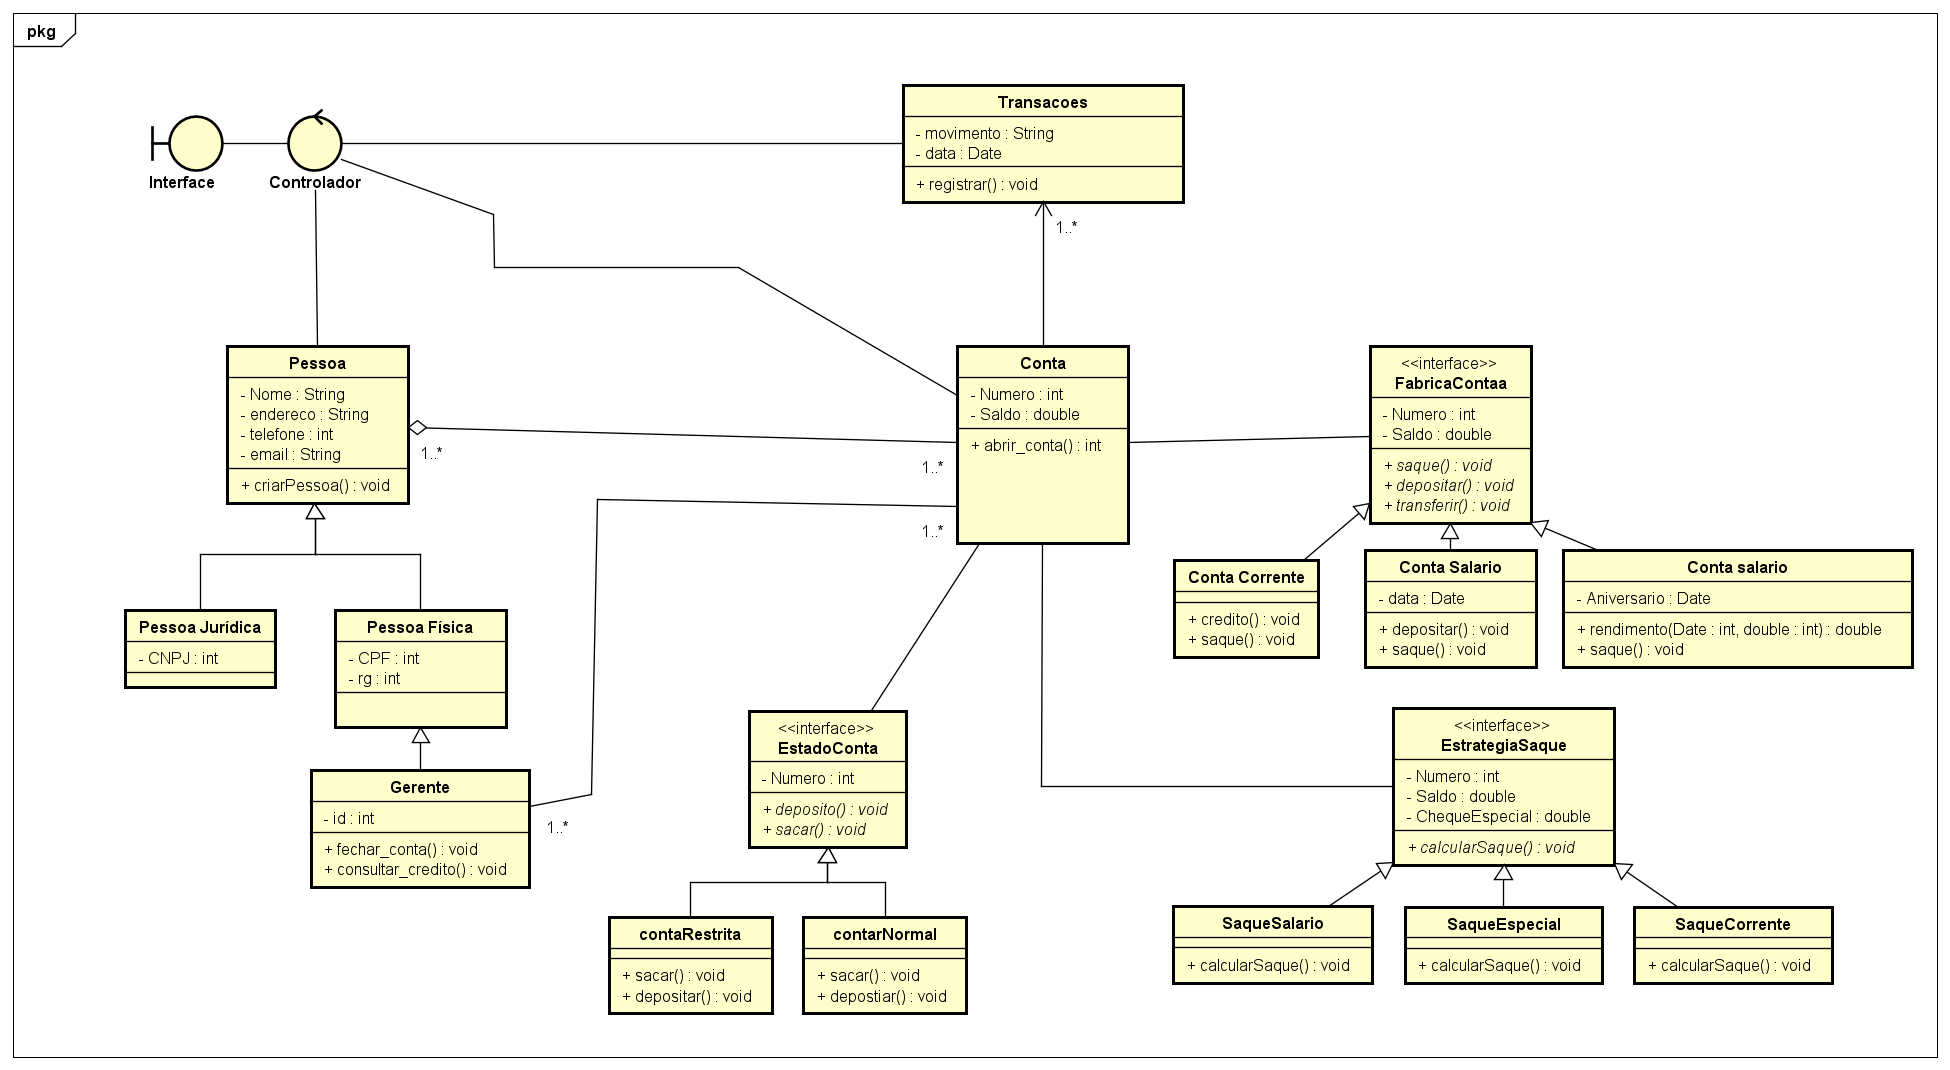 pkg
Interface
Controlador
Transacoes
- movimento : String
- data : Date
+ registrar() : void
1..*
Pessoa
- Nome : String
- endereco : String
- telefone : int
- email : String
+ criarPessoa() : void
1..*
1..*
Conta
- Numero : int
- Saldo : double
+ abrir_conta() : int
1..*
<<interface>>
FabricaContaa
- Numero : int
- Saldo : double
+ saque() : void
+ depositar() : void
+ transferir() : void
Conta Corrente
+ credito() : void
+ saque() : void
Conta Salario
- data : Date
+ depositar() : void
+ saque() : void
Conta salario
- Aniversario : Date
+ rendimento(Date : int, double : int) : double
+ saque() : void
Pessoa Jurídica
- CNPJ : int
Pessoa Física
- CPF : int
- rg : int
Gerente
- id : int
+ fechar_conta() : void
+ consultar_credito() : void
1..*
<<interface>>
EstadoConta
- Numero : int
+ deposito() : void
+ sacar() : void
contaRestrita
+ sacar() : void
+ depositar() : void
contarNormal
+ sacar() : void
+ depostiar() : void
<<interface>>
EstrategiaSaque
- Numero : int
- Saldo : double
- ChequeEspecial : double
+ calcularSaque() : void
SaqueSalario
+ calcularSaque() : void
SaqueEspecial
+ calcularSaque() : void
SaqueCorrente
+ calcularSaque() : void